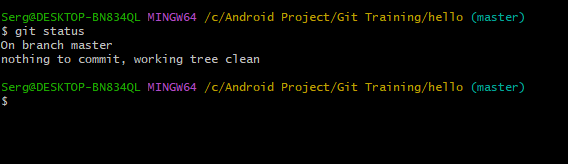 Serg@DESKTOP-BN834QL MINGW64 /c/Android Project/Git Training/hello (master)
$ git status
On branch master
nothing to commit, working tree clean
Serg@DESKTOP-BN834QL MINGW64 /c/Android Project/Git Training/hello (master)
$